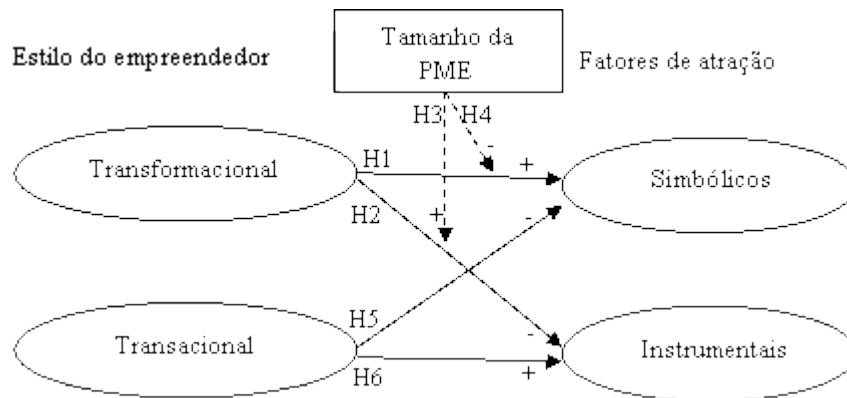 Tamanho da
PME
Estilo do empreendedor
Fatores de atração
H3
H4
-
Transformacional
H1
+
Simbólicos
H2
+
-
H5
Transacional
-
Instrumentais
H6
+